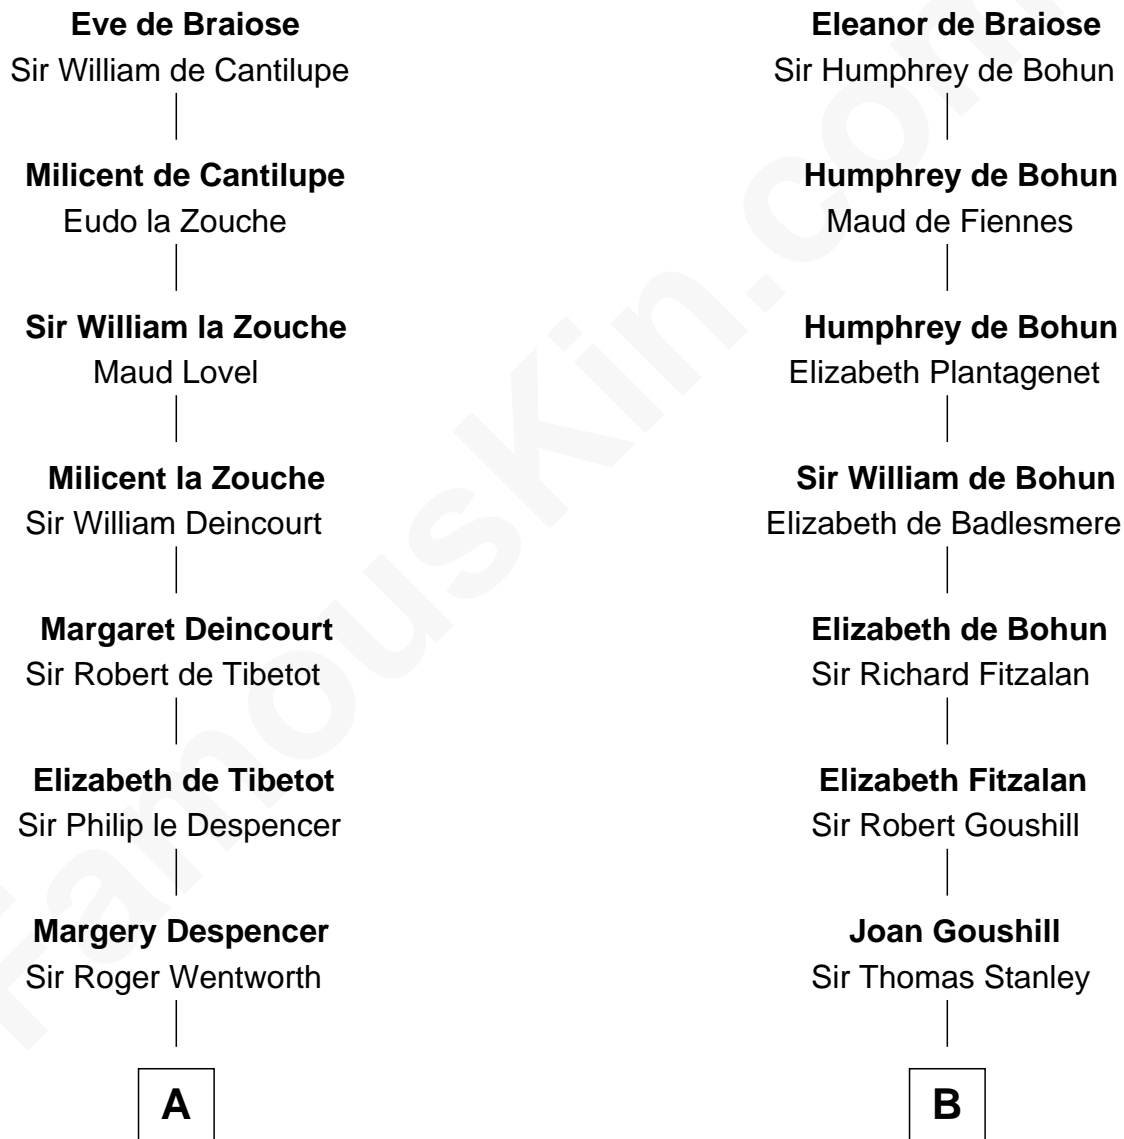 Eve de Braiose
Sir William de Cantilupe
Milicent de Cantilupe
Eudo la Zouche
Sir William la Zouche
Maud Lovel
Milicent la Zouche
Sir William Deincourt
Margaret Deincourt
Sir Robert de Tibetot
Elizabeth de Tibetot
Sir Philip le Despencer
Margery Despencer
Sir Roger Wentworth
A
Eleanor de Braiose
Sir Humphrey de Bohun
Humphrey de Bohun
Maud de Fiennes
Humphrey de Bohun
Elizabeth Plantagenet
Sir William de Bohun
Elizabeth de Badlesmere
Elizabeth de Bohun
Sir Richard Fitzalan
Elizabeth Fitzalan
Sir Robert Goushill
Joan Goushill
Sir Thomas Stanley
B
FamousKin.com